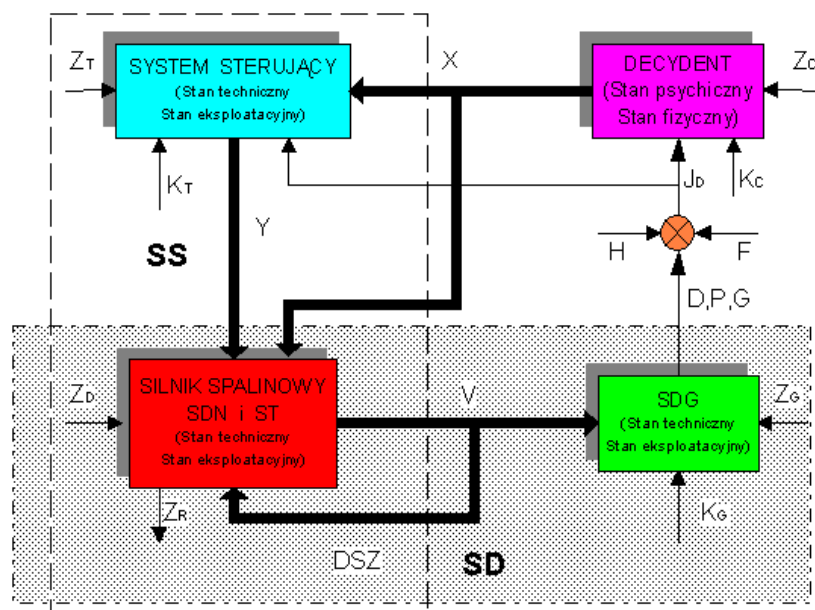 ZT
SYSTEM STERUJĄCY
(Stan techniczny
Stan eksploatacyjny)
X
DECYDENT
(Stan psychiczny
Stan fizyczny)
ZC
KT
JD
KC
Y
SS
H
F
D,P,G
ZD
SILNIK SPALINOWY
SDN i ST
(Stan techniczny
Stan eksploatacyjny)
V
SDG
(Stan techniczny
Stan eksploatacyjny)
ZG
ZR
KG
DSZ
SD